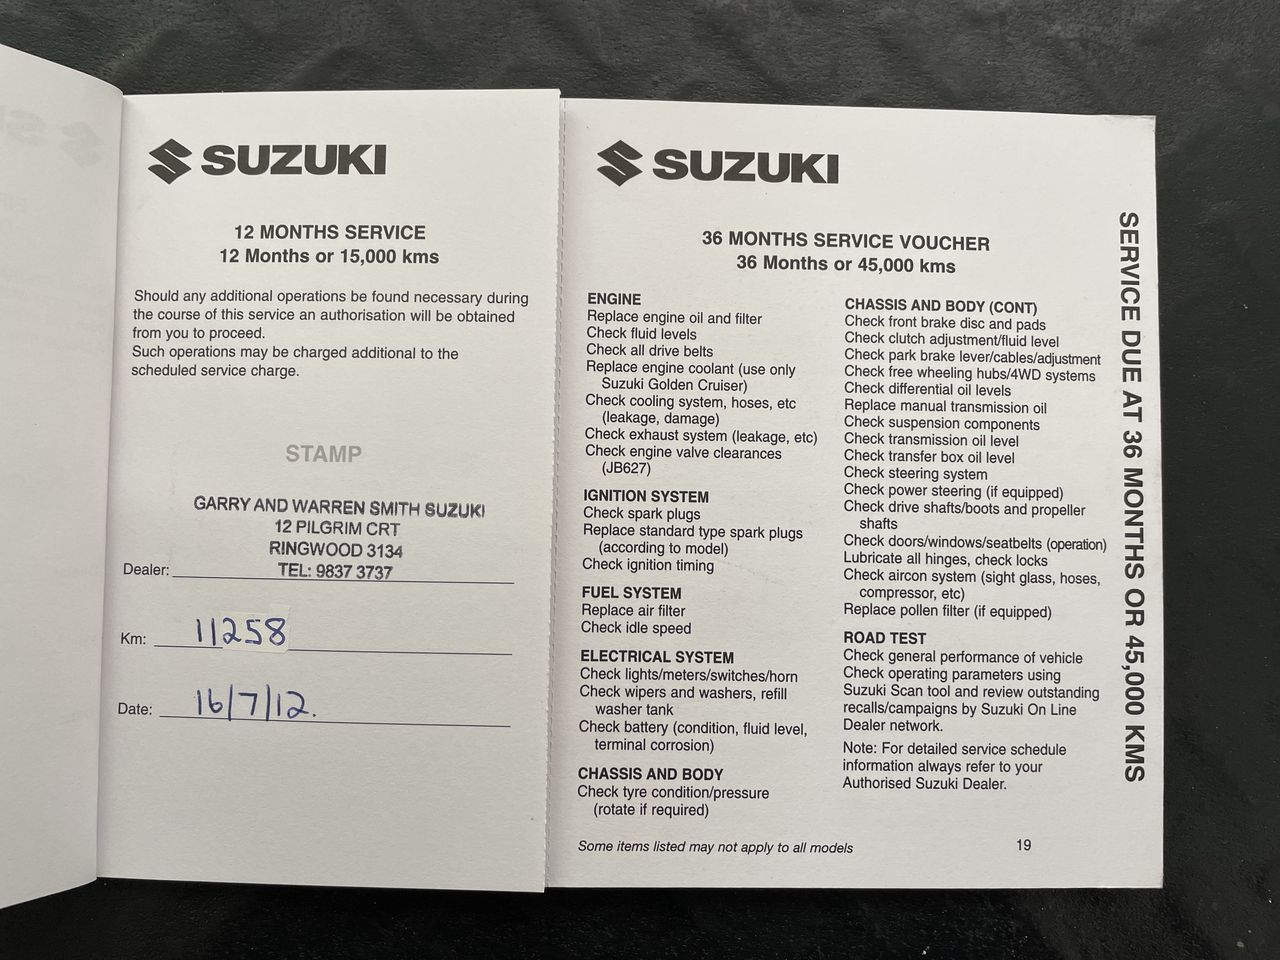 SUZUKI
12 MONTHS SERVICE
12 Months or 15,000 kms
Should any additional operations be found necessary during
the course of this service an authorisation will be obtained
from you to proceed.
Such operations may be charged additional to the
scheduled service charge.
STAMP
GARRY AND WARREN SMITH SUZUKI
12 PILGRIM CRT
RINGWOOD 3134
Dealer: TEL: 9837 3737
Km: 11258
Date: 16/7/12.
SUZUKI
36 MONTHS SERVICE VOUCHER
36 Months or 45,000 kms
ENGINE
Replace engine oil and filter
Check fluid levels
Check all drive belts
Replace engine coolant (use only
Suzuki Golden Cruiser)
Check cooling system, hoses, etc
(leakage, damage)
Check exhaust system (leakage, etc)
Check engine valve clearances
(JB627)
IGNITION SYSTEM
Check spark plugs
Replace standard type spark plugs
(according to model)
Check ignition timing
FUEL SYSTEM
Replace air filter
Check idle speed
ELECTRICAL SYSTEM
Check lights/meters/switches/horn
Check wipers and washers, refill
washer tank
Check battery (condition, fluid level,
terminal corrosion)
CHASSIS AND BODY
Check tyre condition/pressure
(rotate if required)
CHASSIS AND BODY (CONT)
Check front brake disc and pads
Check clutch adjustment/fluid level
Check park brake lever/cables/adjustment
Check free wheeling hubs/4WD systems
Check differential oil levels
Replace manual transmission oil
Check suspension components
Check transmission oil level
Check transfer box oil level
Check steering system
Check power steering (if equipped)
Check drive shafts/boots and propeller
shafts
Check doors/windows/seatbelts (operation)
Lubricate all hinges, check locks
Check aircon system (sight glass, hoses,
compressor, etc)
Replace pollen filter (if equipped)
ROAD TEST
Check general performance of vehicle
Check operating parameters using
Suzuki Scan tool and review outstanding
recalls/campaigns by Suzuki On Line
Dealer network.
Note: For detailed service schedule
information always refer to your
Authorised Suzuki Dealer.
Some items listed may not apply to all models
19
SERVICE DUE AT 36 MONTHS OR 45,000 KMS